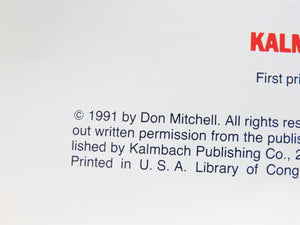 KALM
First pri
© 1991 by Don Mitchell. All rights res
out written permission from the publis
lished by Kalmbach Publishing Co., 2
Printed in U. S. A. Library of Cong